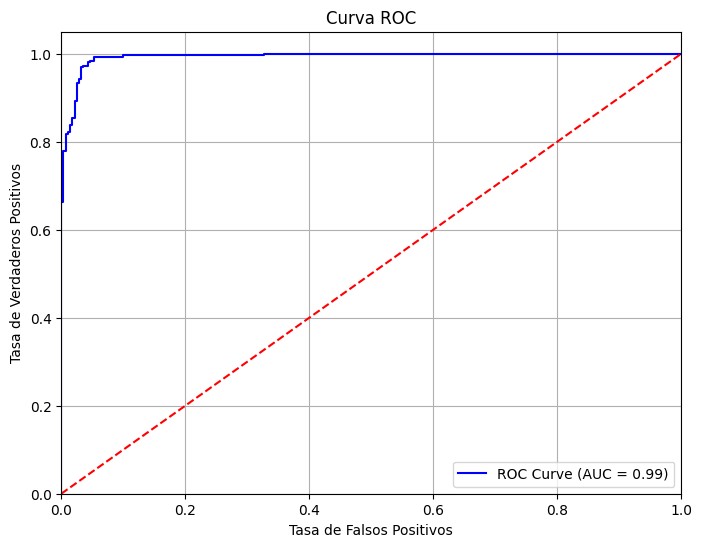 Curva ROC
Tasa de Verdaderos Positivos
1.0
0.8
0.6
0.4
0.2
0.0
ROC Curve (AUC = 0.99)
0.0 0.2 0.4 0.6 0.8 1.0
Tasa de Falsos Positivos